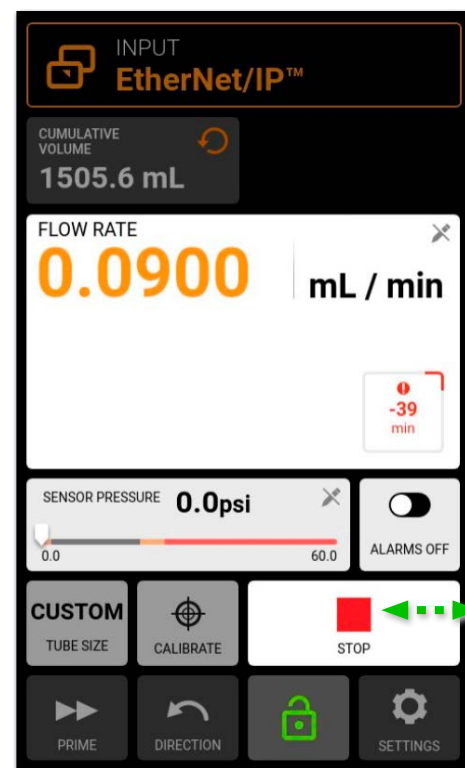 INPUT
EtherNet/IP™
CUMULATIVE
VOLUME
1505.6 mL
FLOW RATE
0.0900 mL / min
-39
min
SENSOR PRESSURE 0.0psi
0.0 60.0
ALARMS OFF
CUSTOM
TUBE SIZE
CALIBRATE
STOP
PRIME
DIRECTION
SETTINGS